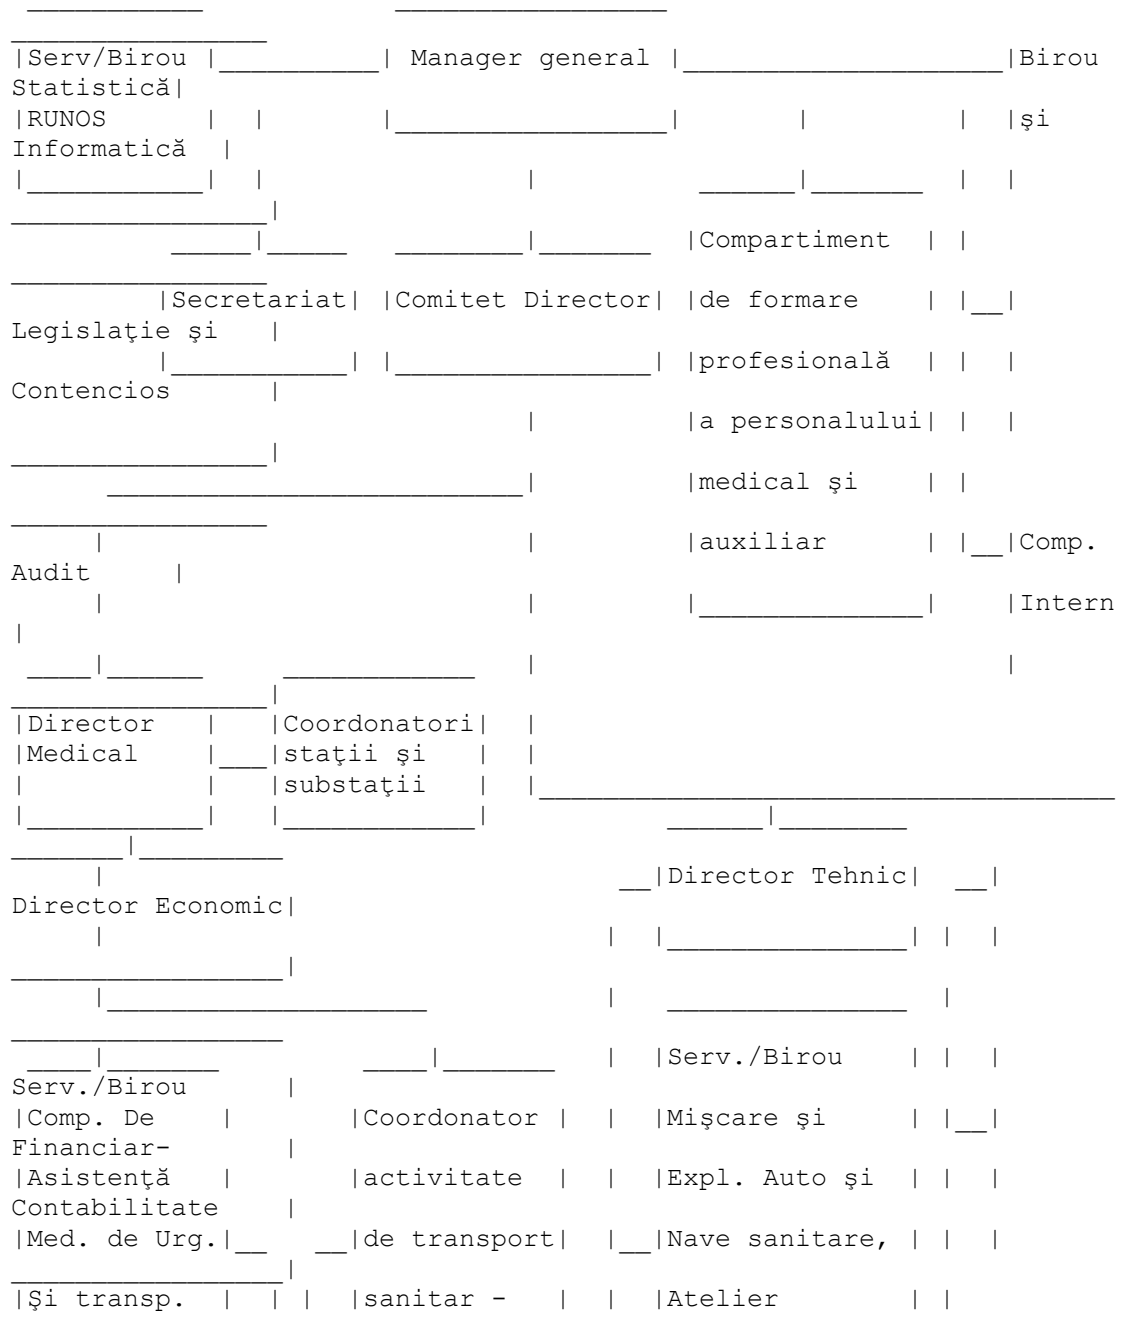 Serv/Birou Manager general Birou
Statistică
RUNOS şi
Informatică
Compartiment
Secretariat Comitet Director de formare
Legislaţie şi
profesională
Contencios
a personalului
medical şi
auxiliar Comp.
Audit
Intern
Director Coordonatori
Medical staţii şi
substaţii
Director Tehnic
Director Economic
Serv./Birou
Serv./Birou
Comp. De Coordonator Mişcare şi
Financiar-
Asistenţă activitate Expl. Auto şi
Contabilitate
Med. de Urg. de transport Nave sanitare,
Şi transp. sanitar - Atelier